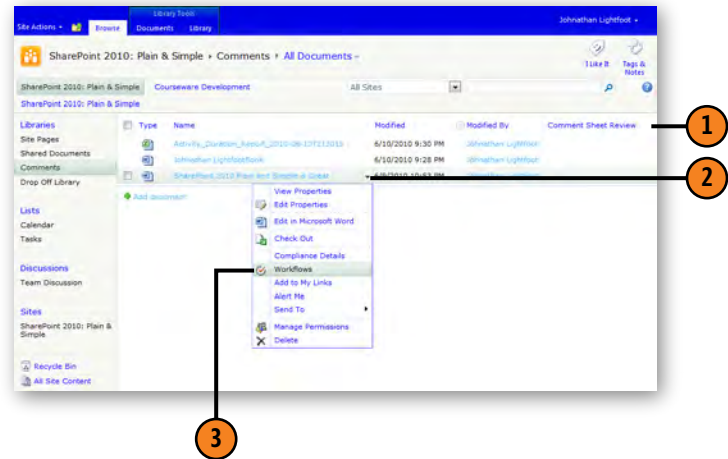 Library Tools
Site Actions
Browse
Documents
Library
Johnathan Lightfoot
SharePoint 2010: Plain & Simple Comments All Documents
I Like It
Tags & Notes
SharePoint 2010: Plain & Simple
Courseware Development
All Sites
SharePoint 2010: Plain & Simple
Libraries
Type
Name
Modified
Modified By
Comment Sheet Review
1
Site Pages
6/10/2010 9:30 PM
Johnathan Lightfoot
Shared Documents
Johnathan Lightfoot
6/10/2010 9:28 PM
Johnathan Lightfoot
Comments
SharePoint 2010 Plain and Simple is Great
2
Drop Off Library
Add document
View Properties
Edit Properties
Lists
Edit in Microsoft Word
Calendar
Check Out
Tasks
Compliance Details
Discussions
Workflows
Team Discussion
Add to My Links
Alert Me
Sites
Send To
SharePoint 2010: Plain &
Simple
Manage Permissions
Delete
Recycle Bin
All Site Content
3